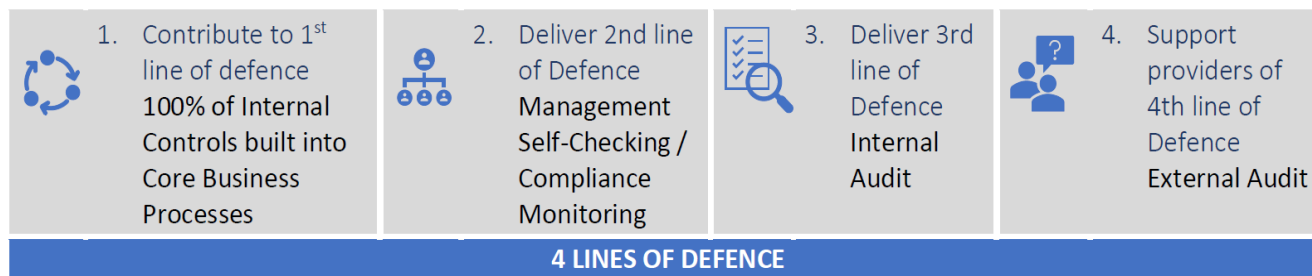 1. Contribute to 1st
line of defence
100% of Internal
Controls built into
Core Business
Processes
2. Deliver 2nd line
of Defence
Management
Self-Checking /
Compliance
Monitoring
3. Deliver 3rd
line of
Defence
Internal
Audit
4. Support
providers of
4th line of
Defence
External Audit
?
4 LINES OF DEFENCE